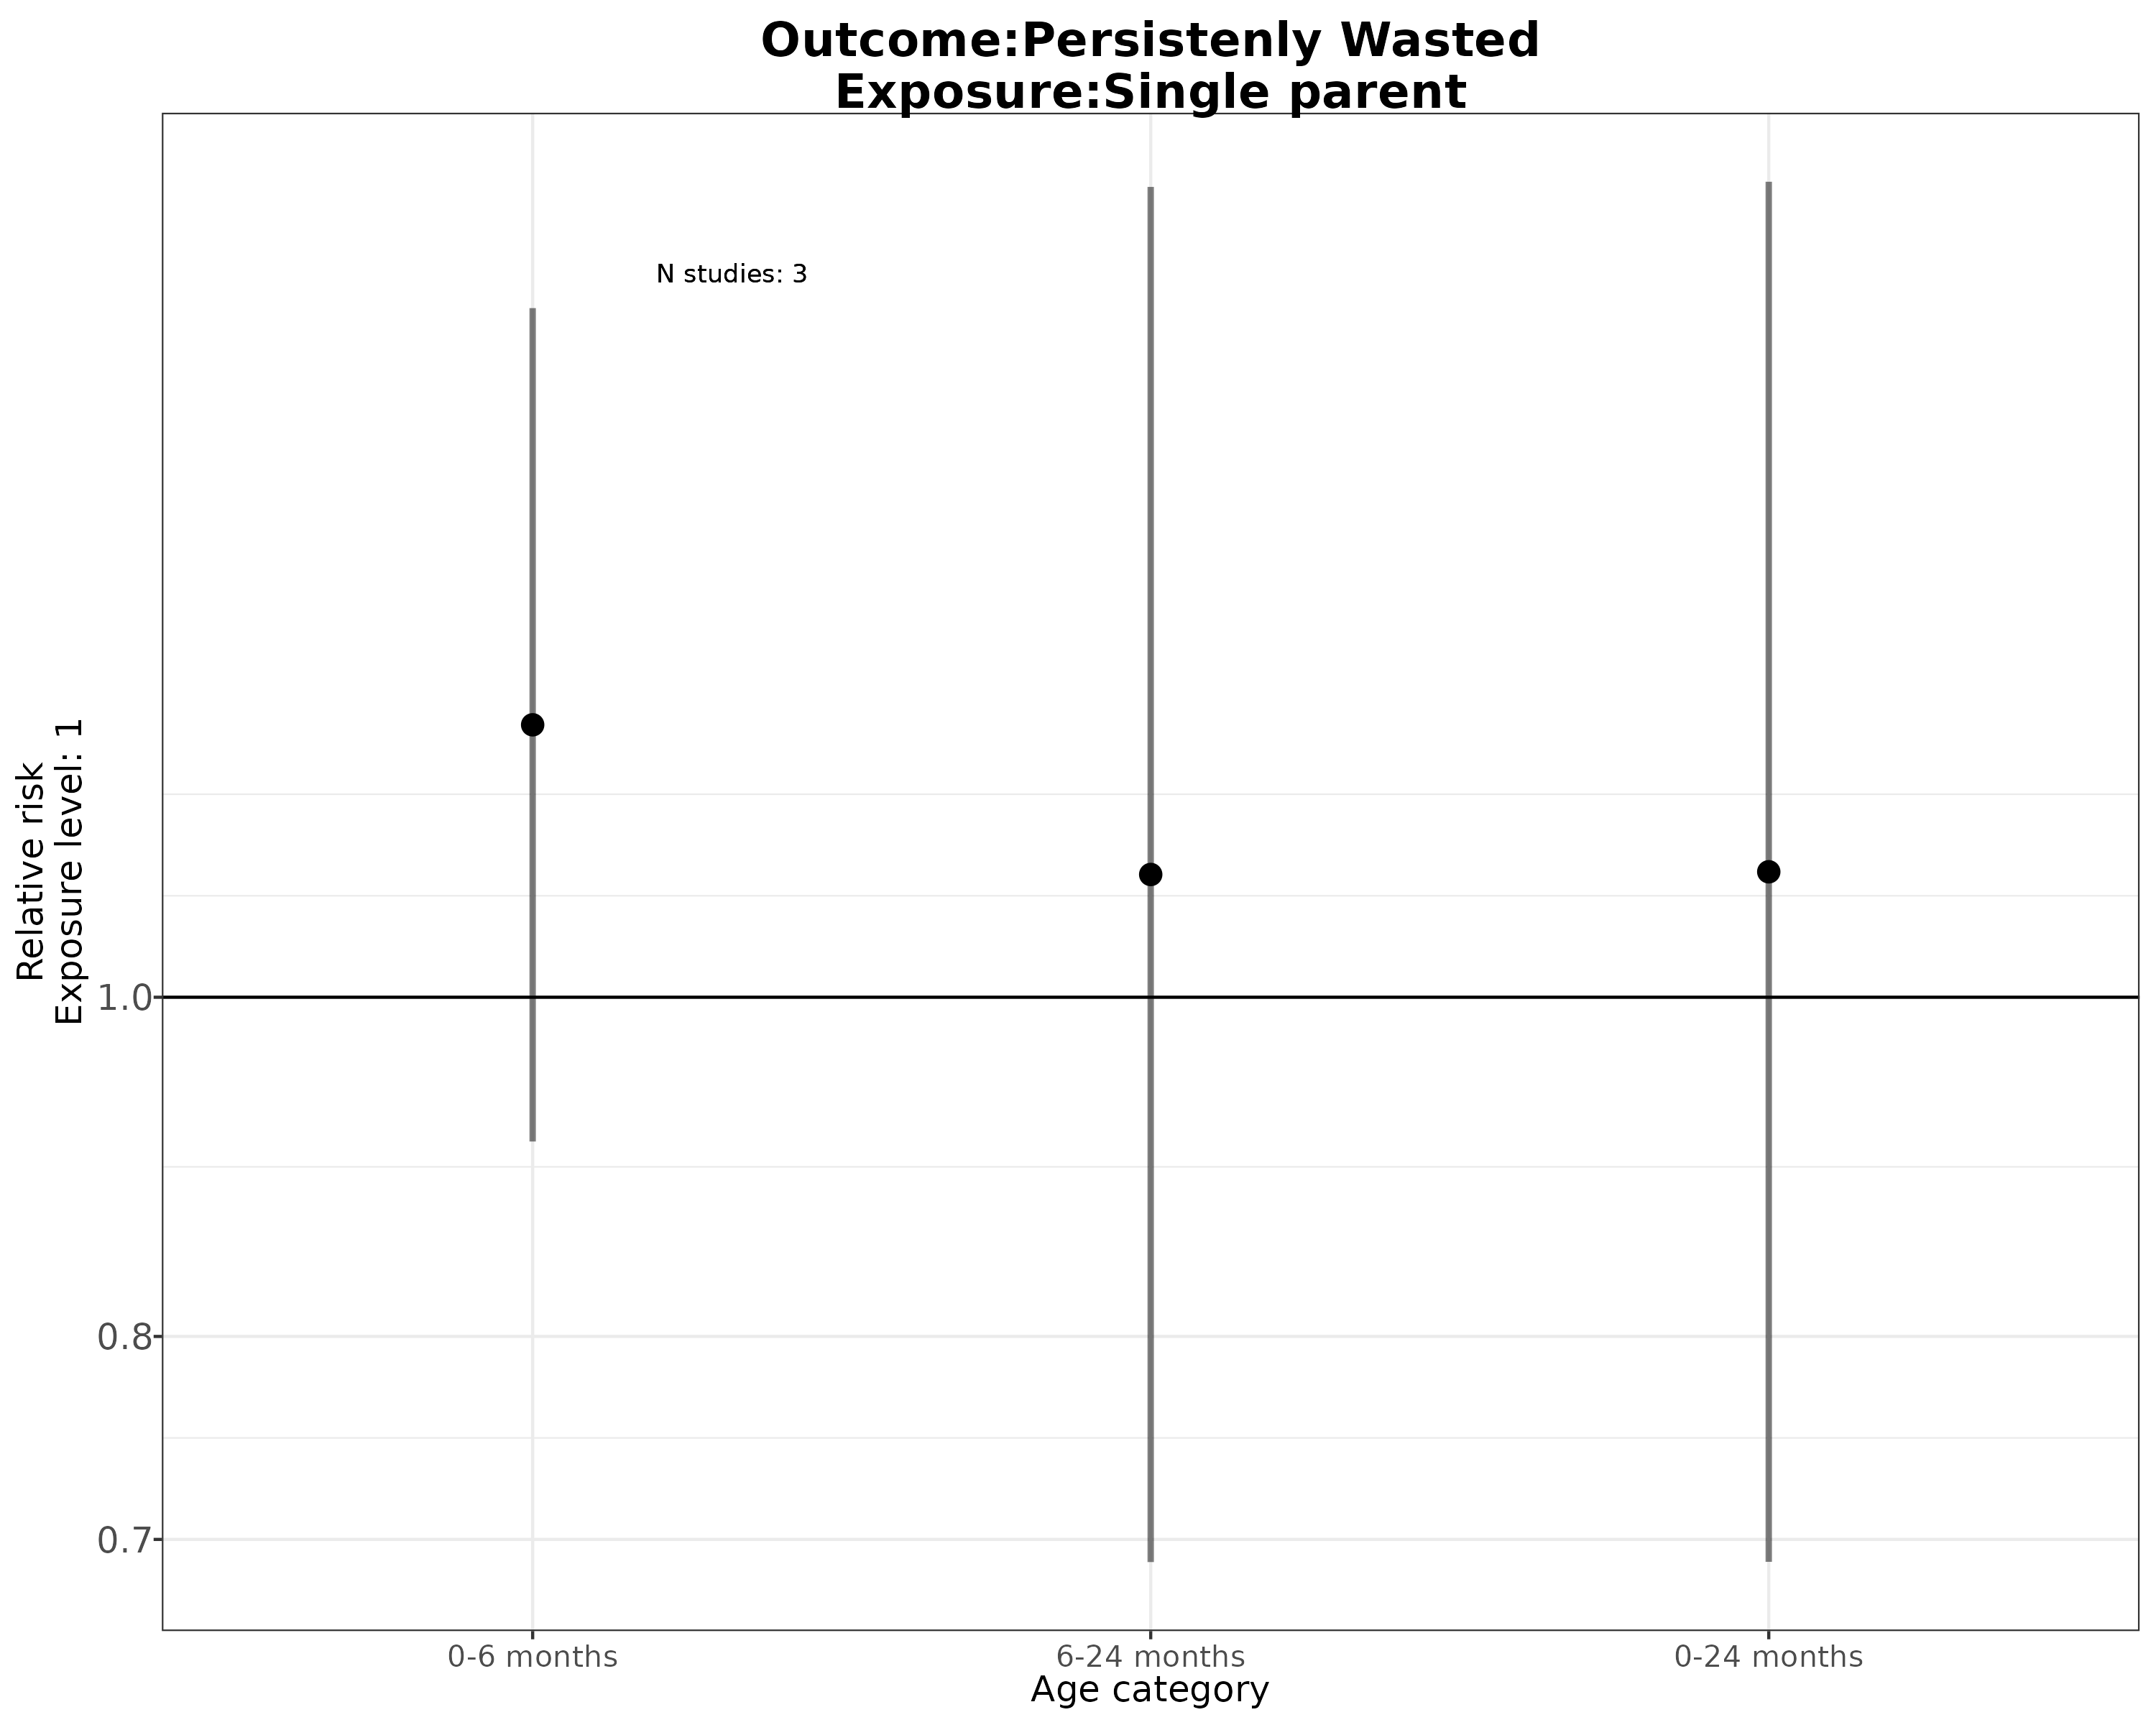 Outcome:Persistenly Wasted
Exposure:Single parent
N studies: 3
Relative risk
Exposure level: 1
1.0
0.8
0.7
0-6 months
6-24 months
0-24 months
Age category